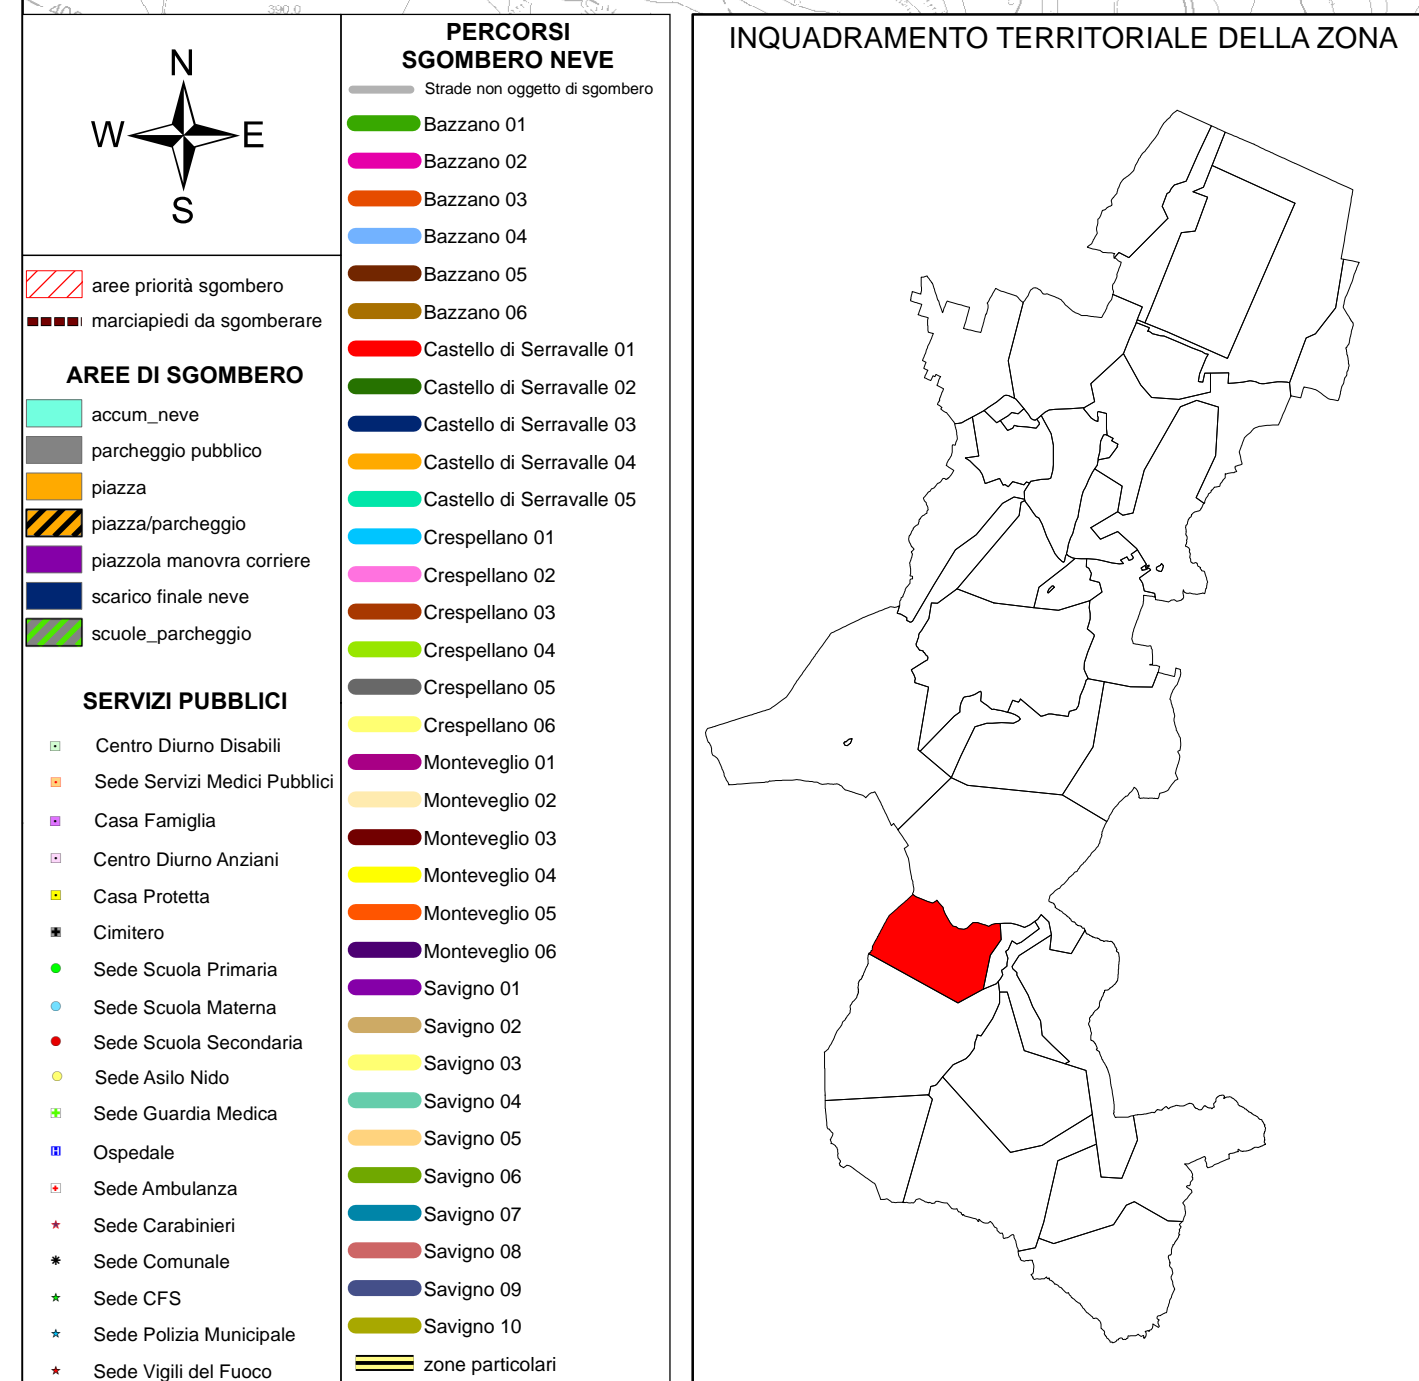 400
390.0
N
W
E
S
aree priorità sgombero
marciapiedi da sgomberare
AREE DI SGOMBERO
accum_neve
parcheggio pubblico
piazza
piazza/parcheggio
piazzola manovra corriere
scarico finale neve
scuole_parcheggio
SERVIZI PUBBLICI
Centro Diurno Disabili
Sede Servizi Medici Pubblici
Casa Famiglia
Centro Diurno Anziani
Casa Protetta
Cimitero
Sede Scuola Primaria
Sede Scuola Materna
Sede Scuola Secondaria
Sede Asilo Nido
Sede Guardia Medica
H Ospedale
Sede Ambulanza
Sede Carabinieri
Sede Comunale
Sede CFS
Sede Polizia Municipale
Sede Vigili del Fuoco
PERCORSI
SGOMBERO NEVE
Strade non oggetto di sgombero
Bazzano 01
Bazzano 02
Bazzano 03
Bazzano 04
Bazzano 05
Bazzano 06
Castello di Serravalle 01
Castello di Serravalle 02
Castello di Serravalle 03
Castello di Serravalle 04
Castello di Serravalle 05
Crespellano 01
Crespellano 02
Crespellano 03
Crespellano 04
Crespellano 05
Crespellano 06
Monteveglio 01
Monteveglio 02
Monteveglio 03
Monteveglio 04
Monteveglio 05
Monteveglio 06
Savigno 01
Savigno 02
Savigno 03
Savigno 04
Savigno 05
Savigno 06
Savigno 07
Savigno 08
Savigno 09
Savigno 10
zone particolari
INQUADRAMENTO TERRITORIALE DELLA ZONA